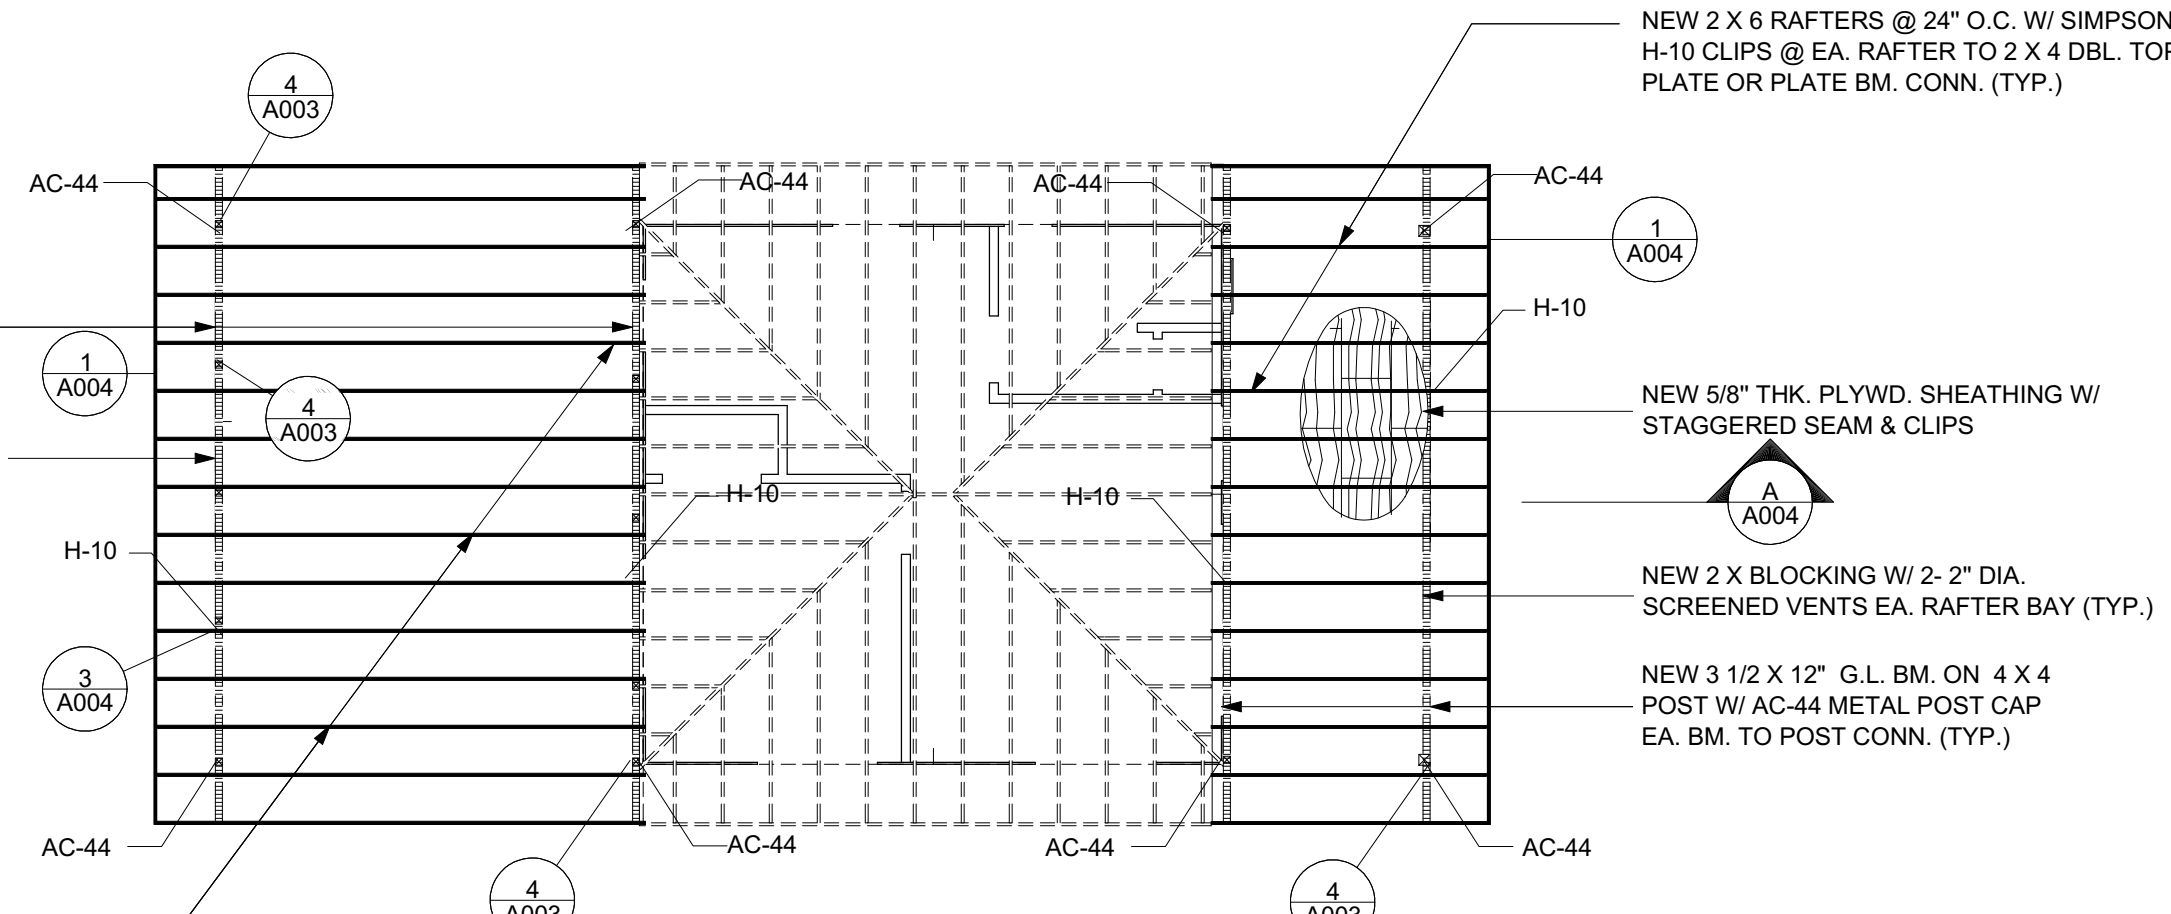 NEW 2 X 6 RAFTERS @ 24" O.C. W/ SIMPSON
H-10 CLIPS @ EA. RAFTER TO 2 X 4 DBL. TOP
PLATE OR PLATE BM. CONN. (TYP.)
4
A003
AC-44
AC-44
AC-44
AC-44
1
A004
H-10
1
A004
4
A003
NEW 5/8" THK. PLYWD. SHEATHING W/
STAGGERED SEAM & CLIPS
H-10
H-10
A
A004
H-10
NEW 2 X BLOCKING W/ 2- 2" DIA.
SCREENED VENTS EA. RAFTER BAY (TYP.)
3
A004
NEW 3 1/2 X 12" G.L. BM. ON 4 X 4
POST W/ AC-44 METAL POST CAP
EA. BM. TO POST CONN. (TYP.)
AC-44
AC-44
AC-44
AC-44
4
A003
4
A003